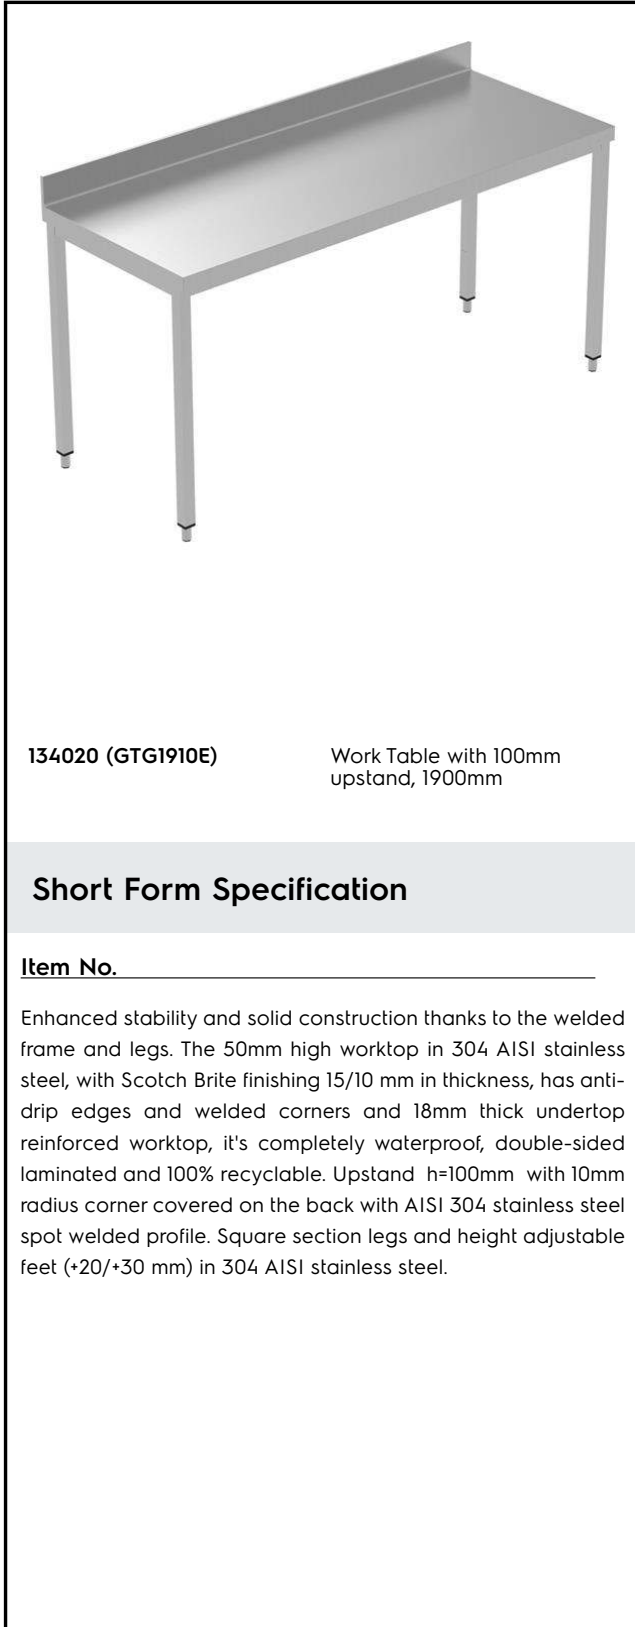 134020 (GTG1910E)
Work Table with 100mm
upstand, 1900mm
Short Form Specification
Item No.
Enhanced stability and solid construction thanks to the welded
frame and legs. The 50mm high worktop in 304 AISI stainless
steel, with Scotch Brite finishing 15/10 mm in thickness, has anti-
drip edges and welded corners and 18mm thick undertop
reinforced worktop, it's completely waterproof, double-sided
laminated and 100% recyclable. Upstand h=100mm with 10mm
radius corner covered on the back with AISI 304 stainless steel
spot welded profile. Square section legs and height adjustable
feet (+20/+30 mm) in 304 AISI stainless steel.